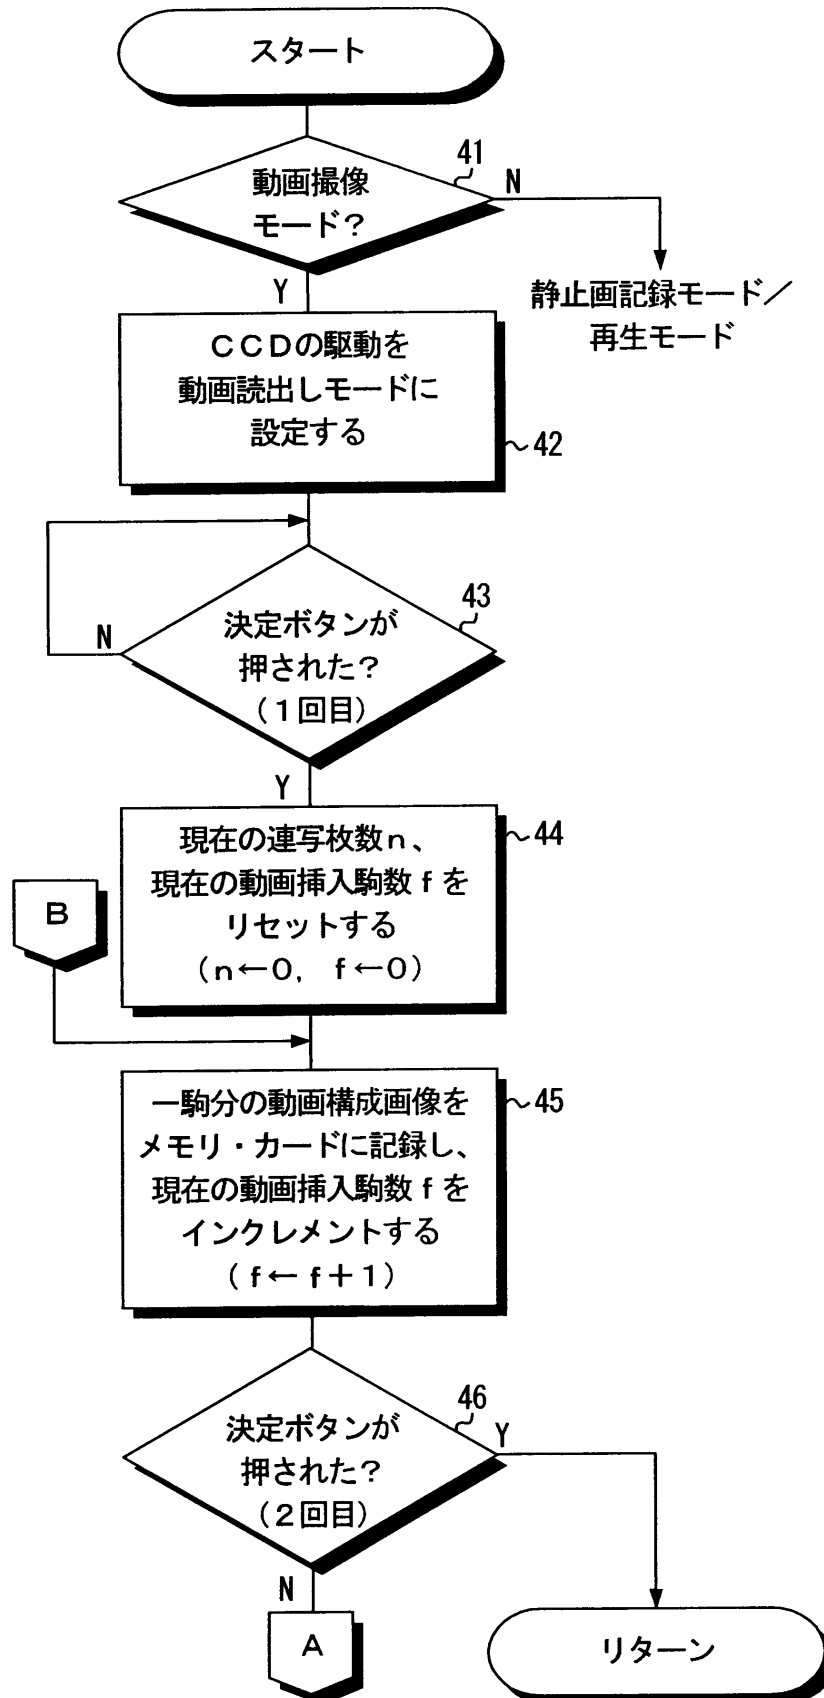 スタート
41
動画撮像
モード？
N
Y
静止画記録モード／
再生モード
ＣＣＤの駆動を
動画読出しモードに
設定する
42
43
決定ボタンが
押された？
（１回目）
N
Y
44
現在の連写枚数ｎ、
現在の動画挿入駒数ｆを
リセットする
（ｎ←０，　ｆ←０）
B
45
一駒分の動画構成画像を
メモリ・カードに記録し、
現在の動画挿入駒数ｆを
インクレメントする
（ｆ←ｆ＋１）
46
決定ボタンが
押された？
（２回目）
Y
N
A
リターン